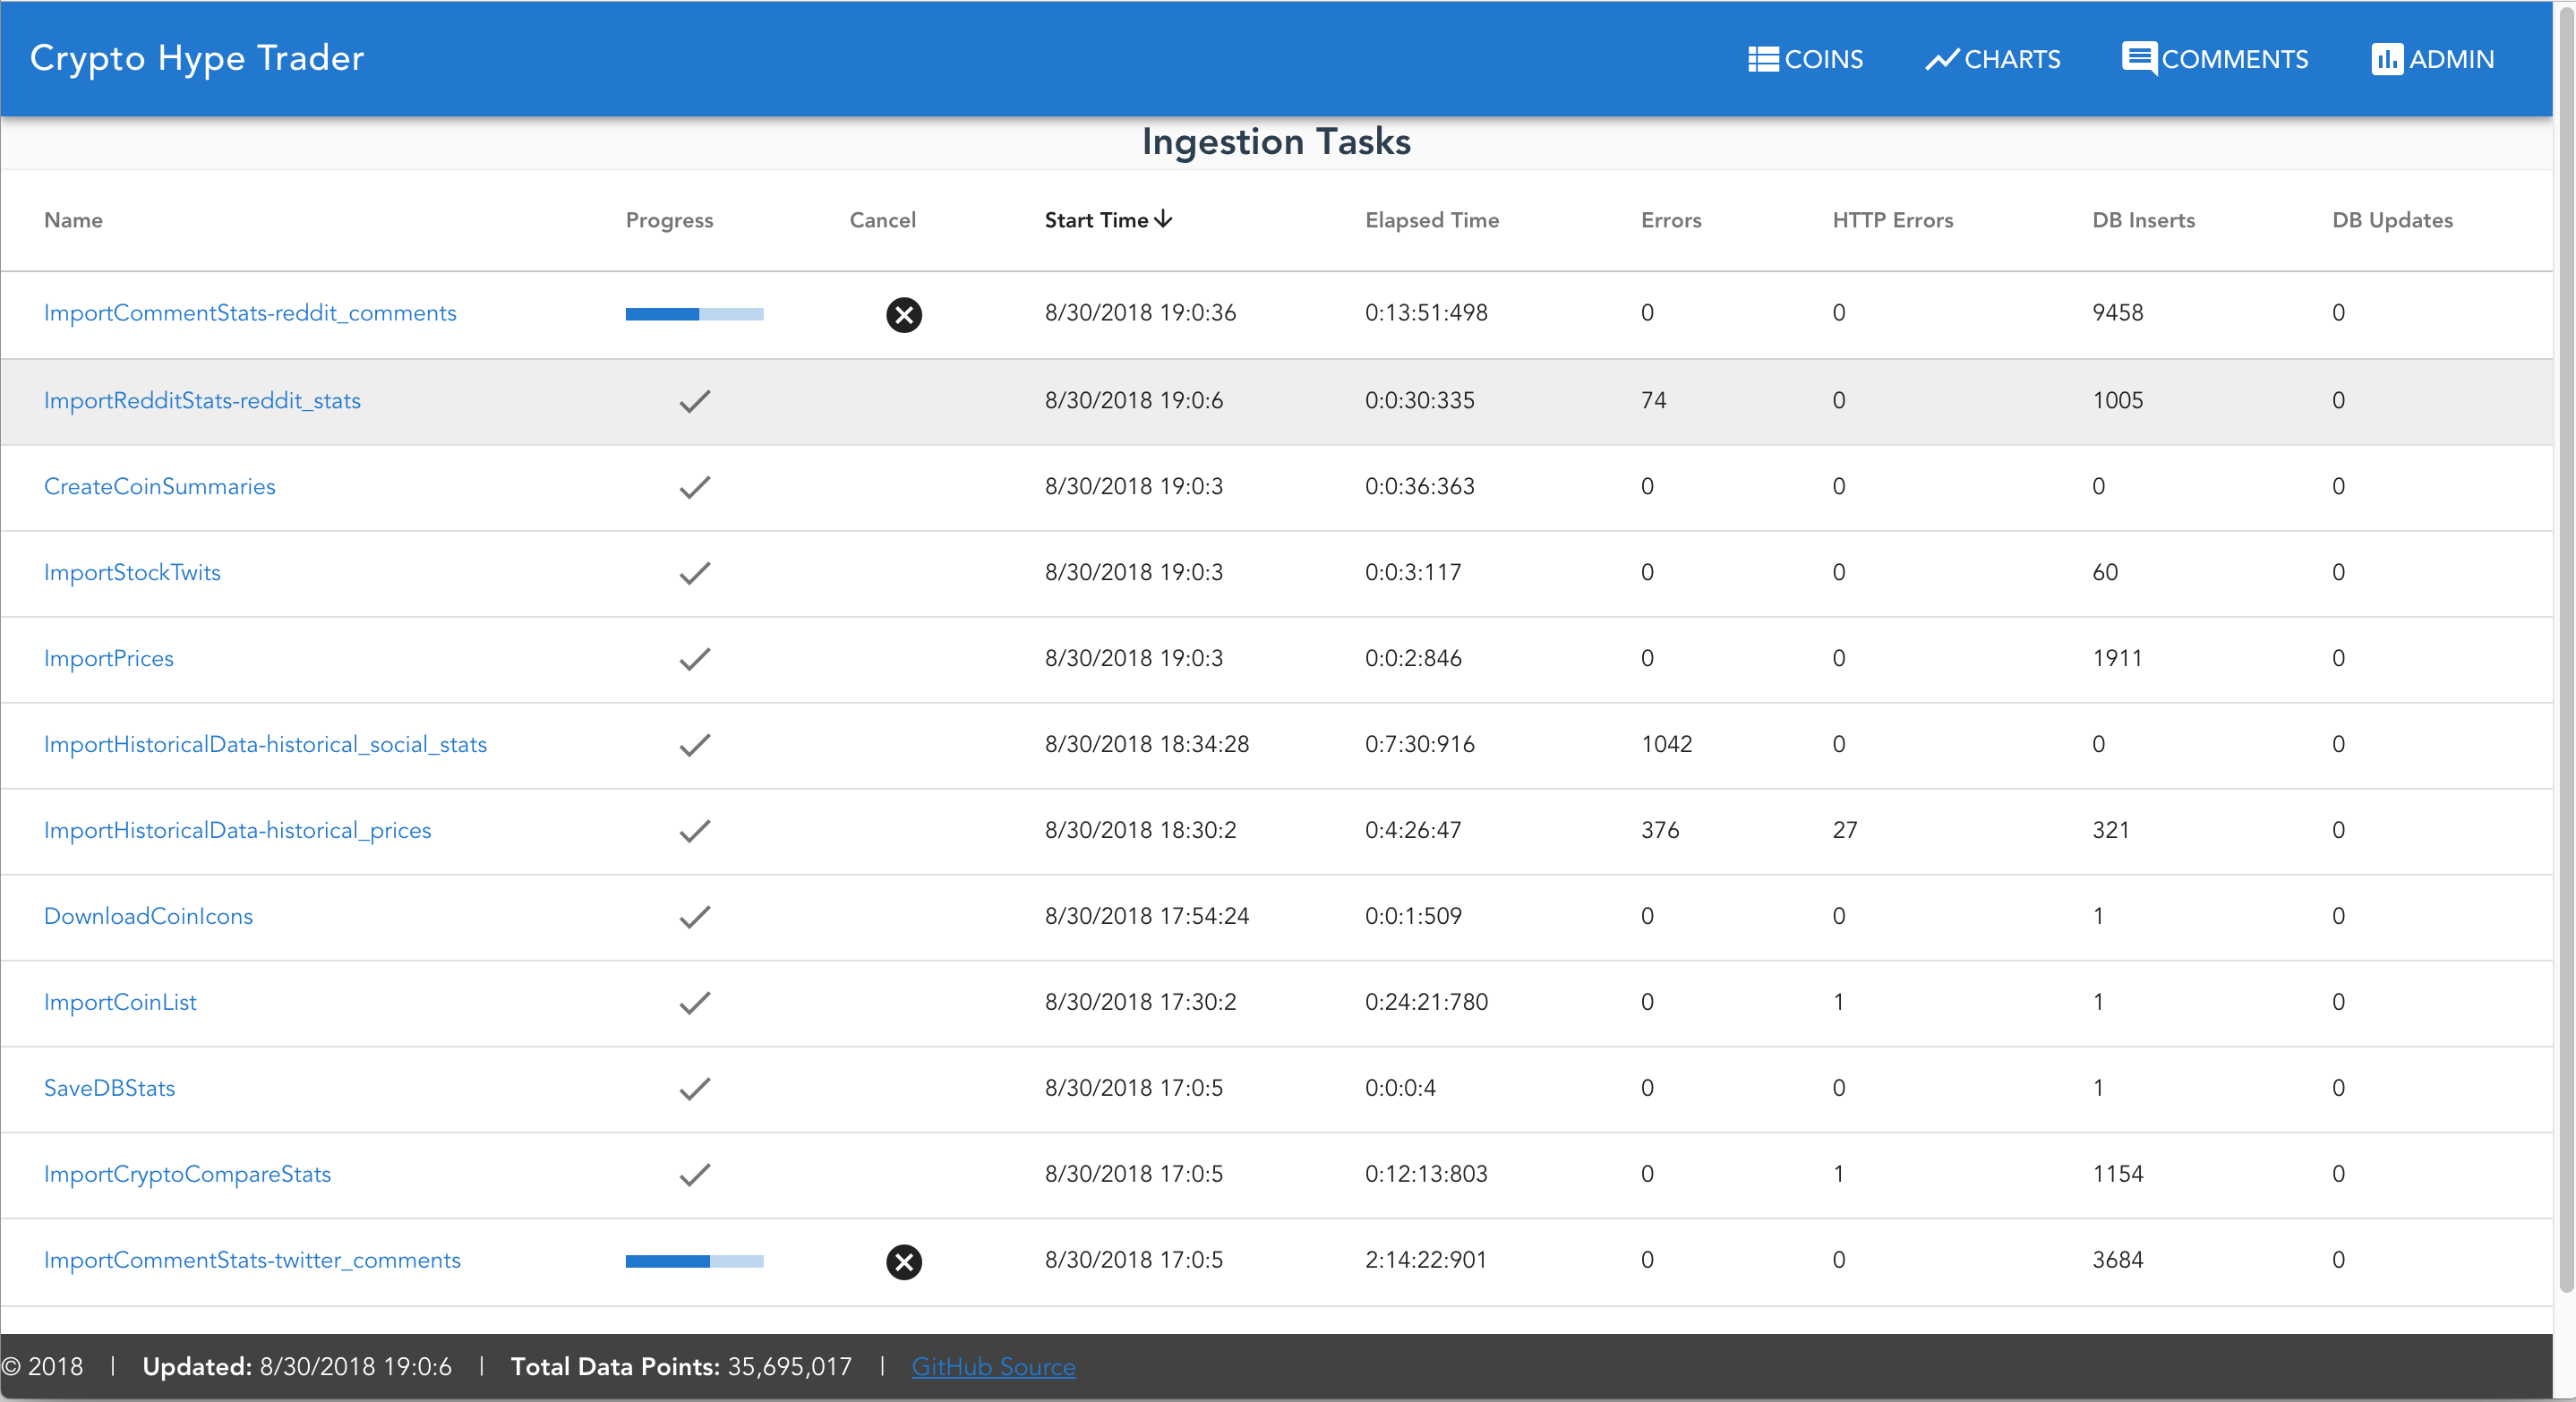 Crypto Hype Trader COINS CHARTS COMMENTS ADMIN
Ingestion Tasks
Name Progress Cancel Start Time Elapsed Time Errors HTTP Errors DB Inserts DB Updates
ImportCommentStats-reddit_comments 8/30/2018 19:0:36 0:13:51:498 0 0 9458 0
ImportRedditStats-reddit_stats 8/30/2018 19:0:6 0:0:30:335 74 0 1005 0
CreateCoinSummaries 8/30/2018 19:0:3 0:0:36:363 0 0 0 0
ImportStockTwits 8/30/2018 19:0:3 0:0:3:117 0 0 60 0
ImportPrices 8/30/2018 19:0:3 0:0:2:846 0 0 1911 0
ImportHistoricalData-historical_social_stats 8/30/2018 18:34:28 0:7:30:916 1042 0 0 0
ImportHistoricalData-historical_prices 8/30/2018 18:30:2 0:4:26:47 376 27 321 0
DownloadCoinIcons 8/30/2018 17:54:24 0:0:1:509 0 0 1 0
ImportCoinList 8/30/2018 17:30:2 0:24:21:780 0 1 1 0
SaveDBStats 8/30/2018 17:0:5 0:0:0:4 0 0 1 0
ImportCryptoCompareStats 8/30/2018 17:0:5 0:12:13:803 0 1 1154 0
ImportCommentStats-twitter_comments 8/30/2018 17:0:5 2:14:22:901 0 0 3684 0
© 2018 | Updated: 8/30/2018 19:0:6 | Total Data Points: 35,695,017 | GitHub Source